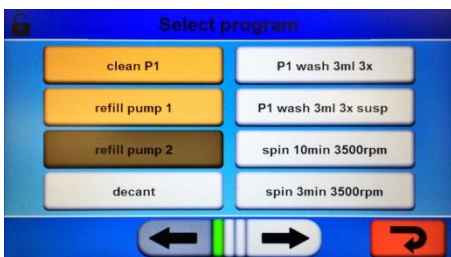 Select program
clean P1
P1 wash 3ml 3x
refill pump 1
P1 wash 3ml 3x susp
refill pump 2
spin 10min 3500rpm
decant
spin 3min 3500rpm